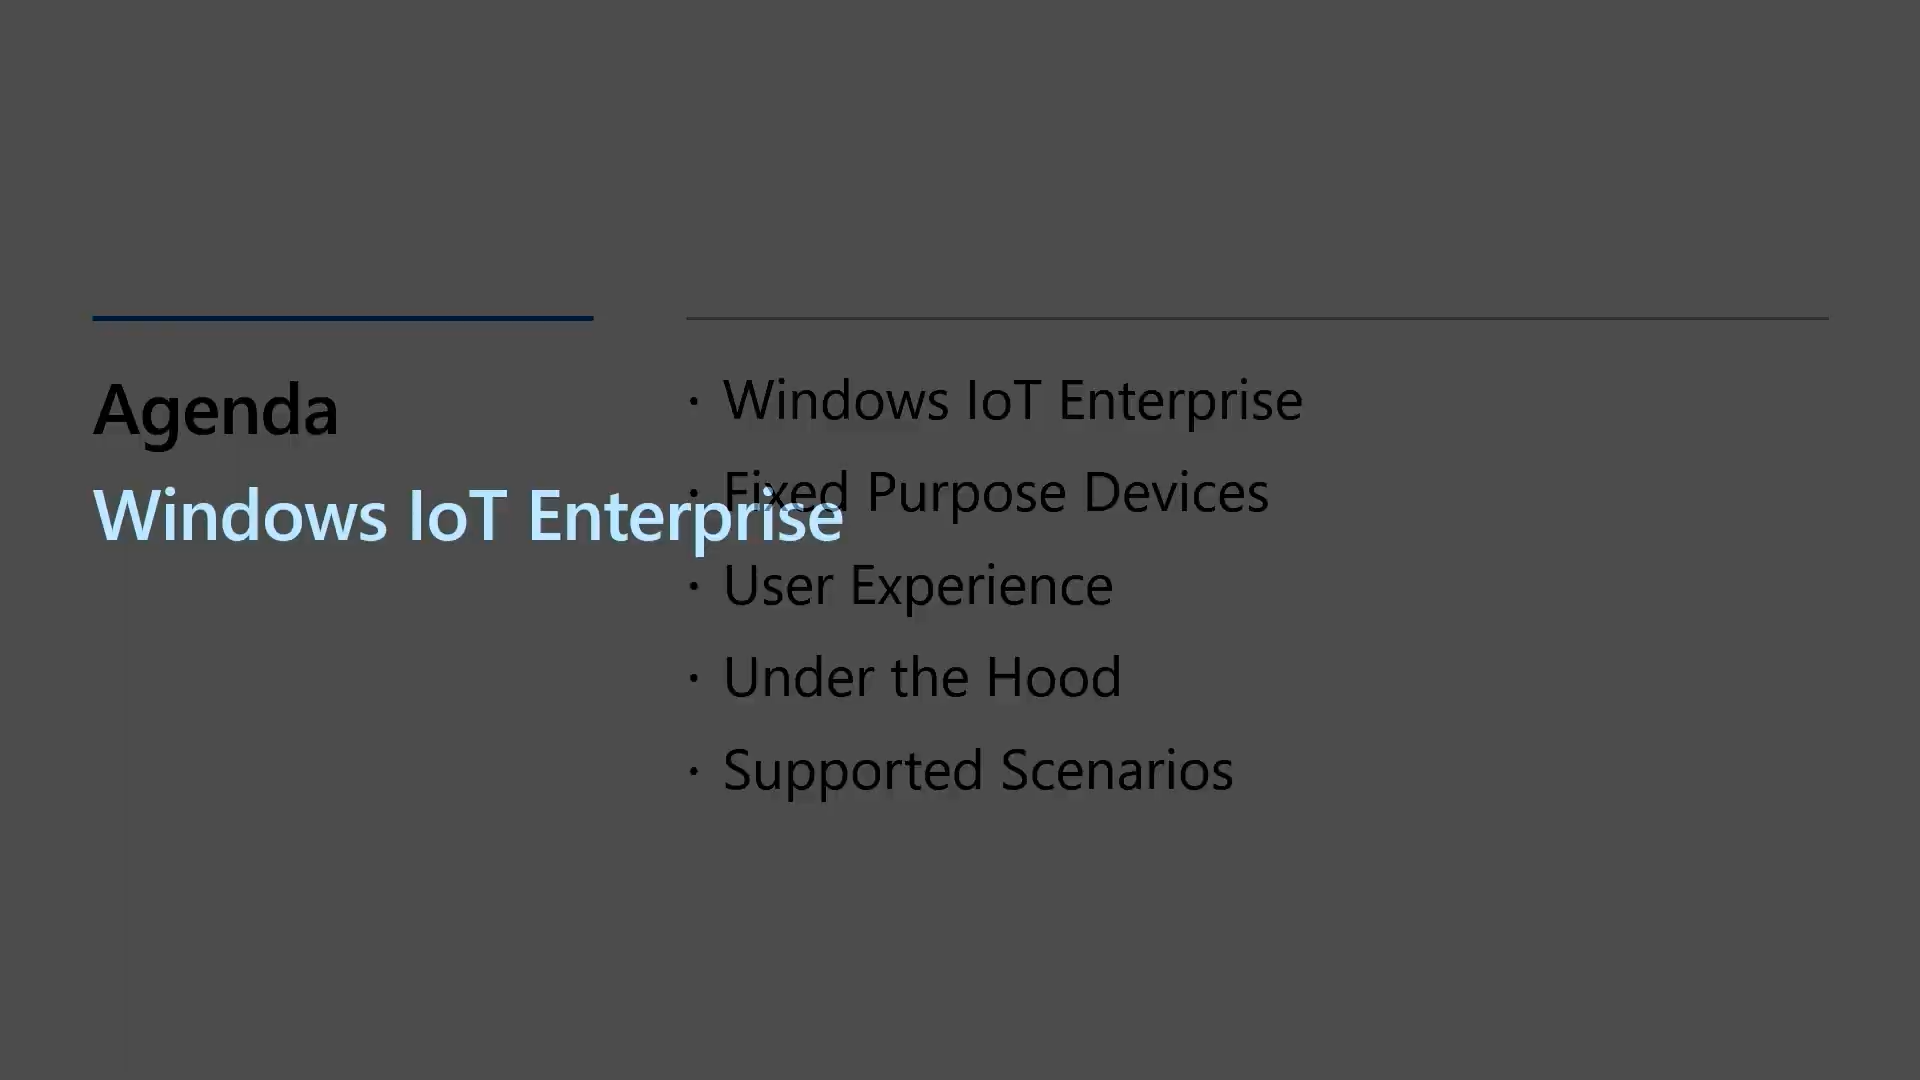 Agenda
Windows IoT Enterprise
· Windows IoT Enterprise
· Fixed Purpose Devices
· User Experience
· Under the Hood
· Supported Scenarios